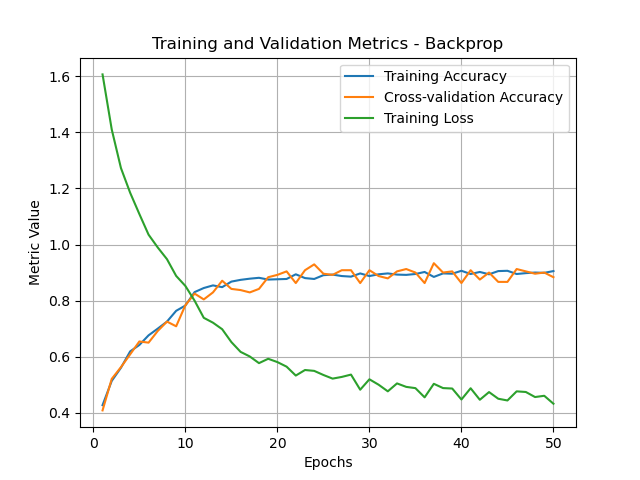 Training and Validation Metrics - Backprop
Training Accuracy
Cross-validation Accuracy
Training Loss
Metric Value
1.6
1.4
1.2
1.0
0.8
0.6
0.4
0
10
20
30
40
50
Epochs